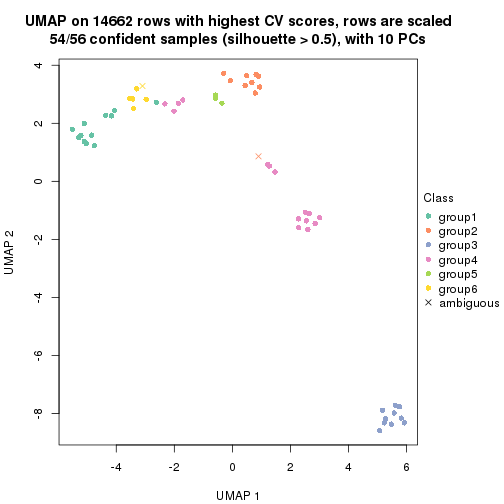 UMAP on 14662 rows with highest CV scores, rows are scaled
54/56 confident samples (silhouette > 0.5), with 10 PCs
4
2
0
-2
-4
-6
-8
UMAP 2
-4
-2
0
2
4
6
UMAP 1
Class
group1
group2
group3
group4
group5
group6
ambiguous